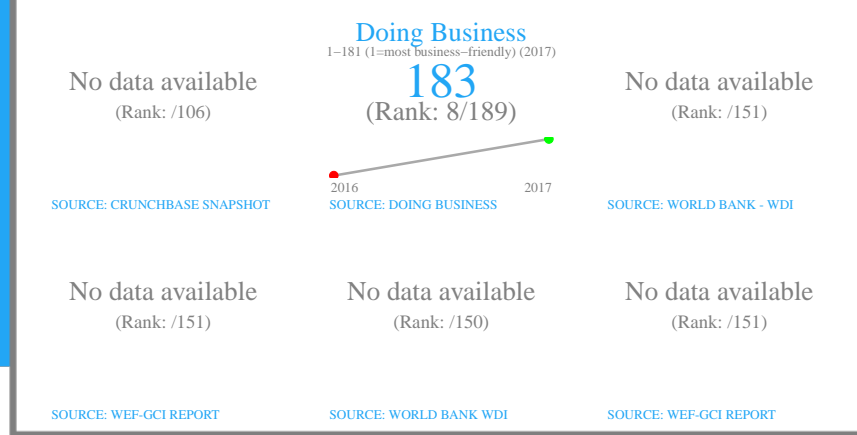 Doing Business
1−181 (1=most business−friendly) (2017)
No data available
(Rank: /106)
183
(Rank: 8/189)
No data available
(Rank: /151)
2016
2017
SOURCE: CRUNCHBASE SNAPSHOT
SOURCE: DOING BUSINESS
SOURCE: WORLD BANK - WDI
No data available
(Rank: /151)
No data available
(Rank: /150)
No data available
(Rank: /151)
SOURCE: WEF-GCI REPORT
SOURCE: WORLD BANK WDI
SOURCE: WEF-GCI REPORT